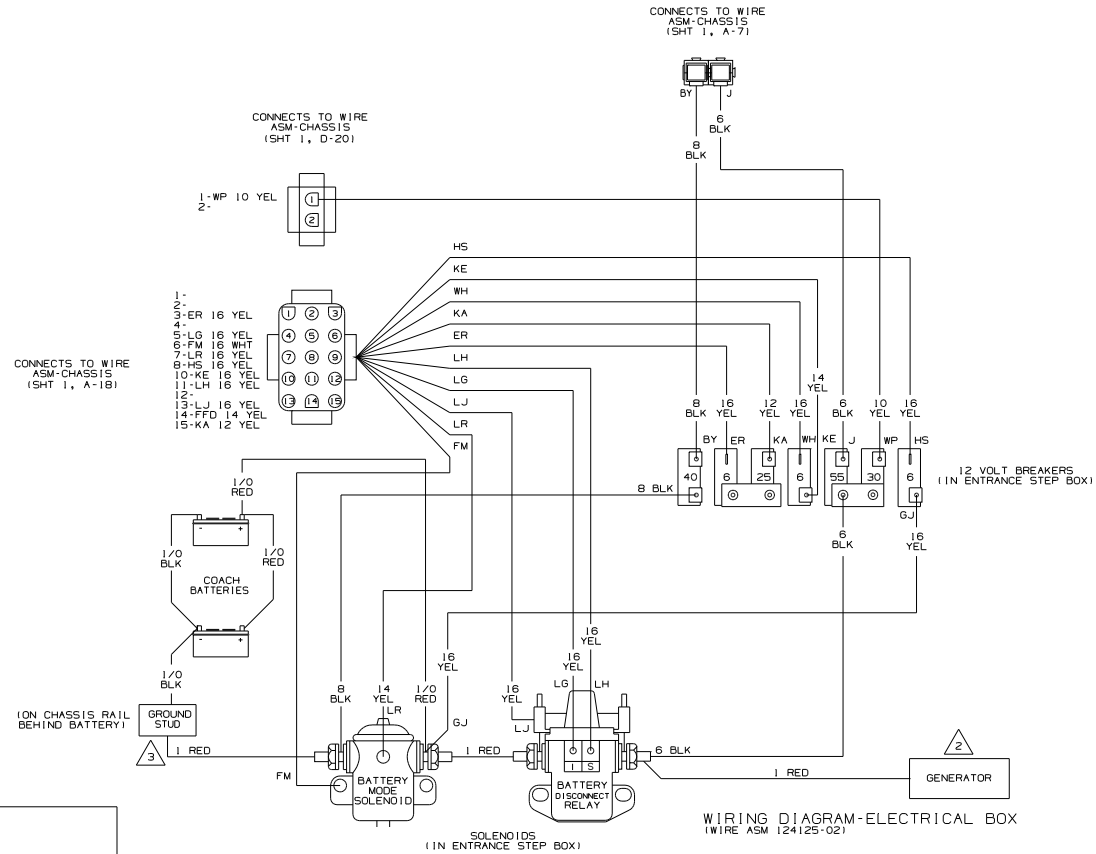 CONNECTS TO WIRE
ASM-CHASSIS
(SHT 1, A-7)
BY J
6
BLK
8
BLK
CONNECTS TO WIRE
ASM-CHASSIS
(SHT 1, D-20)
1-WP 10 YEL
2-
1
2
HS
KE
WH
KA
ER
LH
LG
LJ
LR
FM
CONNECTS TO WIRE
ASM-CHASSIS
(SHT 1, A-18)
1-
2-
3-ER 16 YEL
4-
5-LG 16 YEL
6-FM 16 WHT
7-LR 16 YEL
8-HS 16 YEL
10-KE 16 YEL
11-LH 16 YEL
12-
13-LJ 16 YEL
14-FFD 14 YEL
15-KA 12 YEL
1 2 3
4 5 6
7 8 9
10 11 12
13 14 15
14
YEL
8
BLK
16
YEL
12
YEL
16
YEL
6
BLK
10
YEL
16
YEL
BY ER KA WH KE J WP HS
40 6 25 6 55 30 6
12 VOLT BREAKERS
(IN ENTRANCE STEP BOX)
8 BLK
GJ
16
YEL
6
BLK
1/0
RED
1/0
BLK
1/0
RED
- +
COACH
BATTERIES
- +
1/0
BLK
(ON CHASSIS RAIL
BEHIND BATTERY)
GROUND
STUD
3
1 RED
8
BLK
14
YEL
LR
1/0
RED
16
YEL
GJ
16
YEL
LJ
16
YEL
LG
16
YEL
LH
FM
BATTERY
MODE
SOLENOID
1 RED
I S
BATTERY
DISCONNECT
RELAY
6 BLK
1 RED
2
GENERATOR
SOLENOIDS
(IN ENTRANCE STEP BOX)
WIRING DIAGRAM-ELECTRICAL BOX
(WIRE ASM 124125-02)